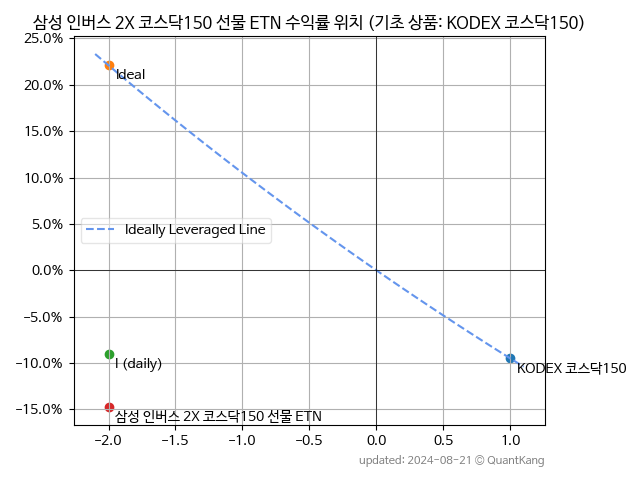 삼성 인버스 2X 코스닥150 선물 ETN 수익률 위치 (기초 상품: KODEX 코스닥150)
25.0%
Ideal
20.0%
15.0%
10.0%
5.0%
Ideally Leveraged Line
0.0%
−5.0%
−10.0%
I (daily)
KODEX 코스닥150
−15.0%
삼성 인버스 2X 코스닥150 선물 ETN
−2.0 −1.5 −1.0 −0.5 0.0 0.5 1.0
updated: 2024-08-21 © QuantKang